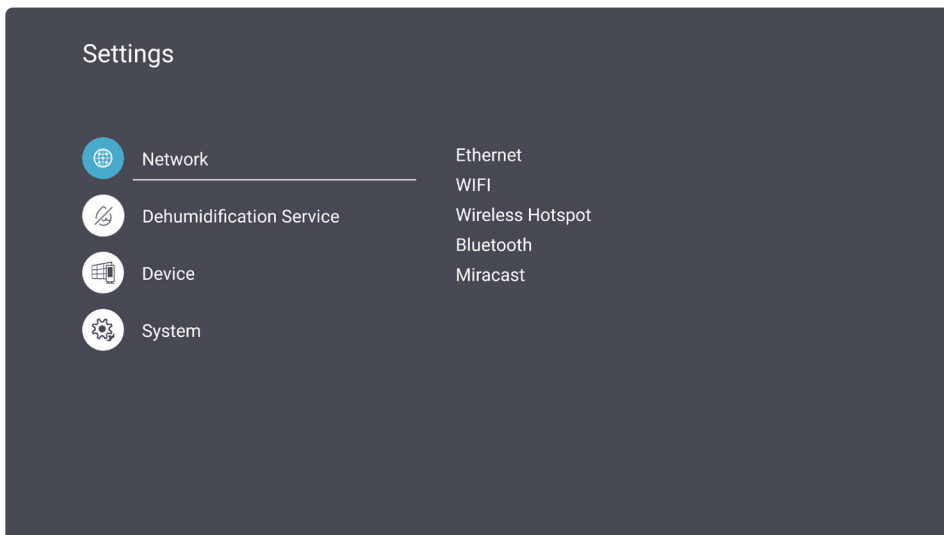 Settings
Network
Dehumidification Service
Device
System
Ethernet
WIFI
Wireless Hotspot
Bluetooth
Miracast